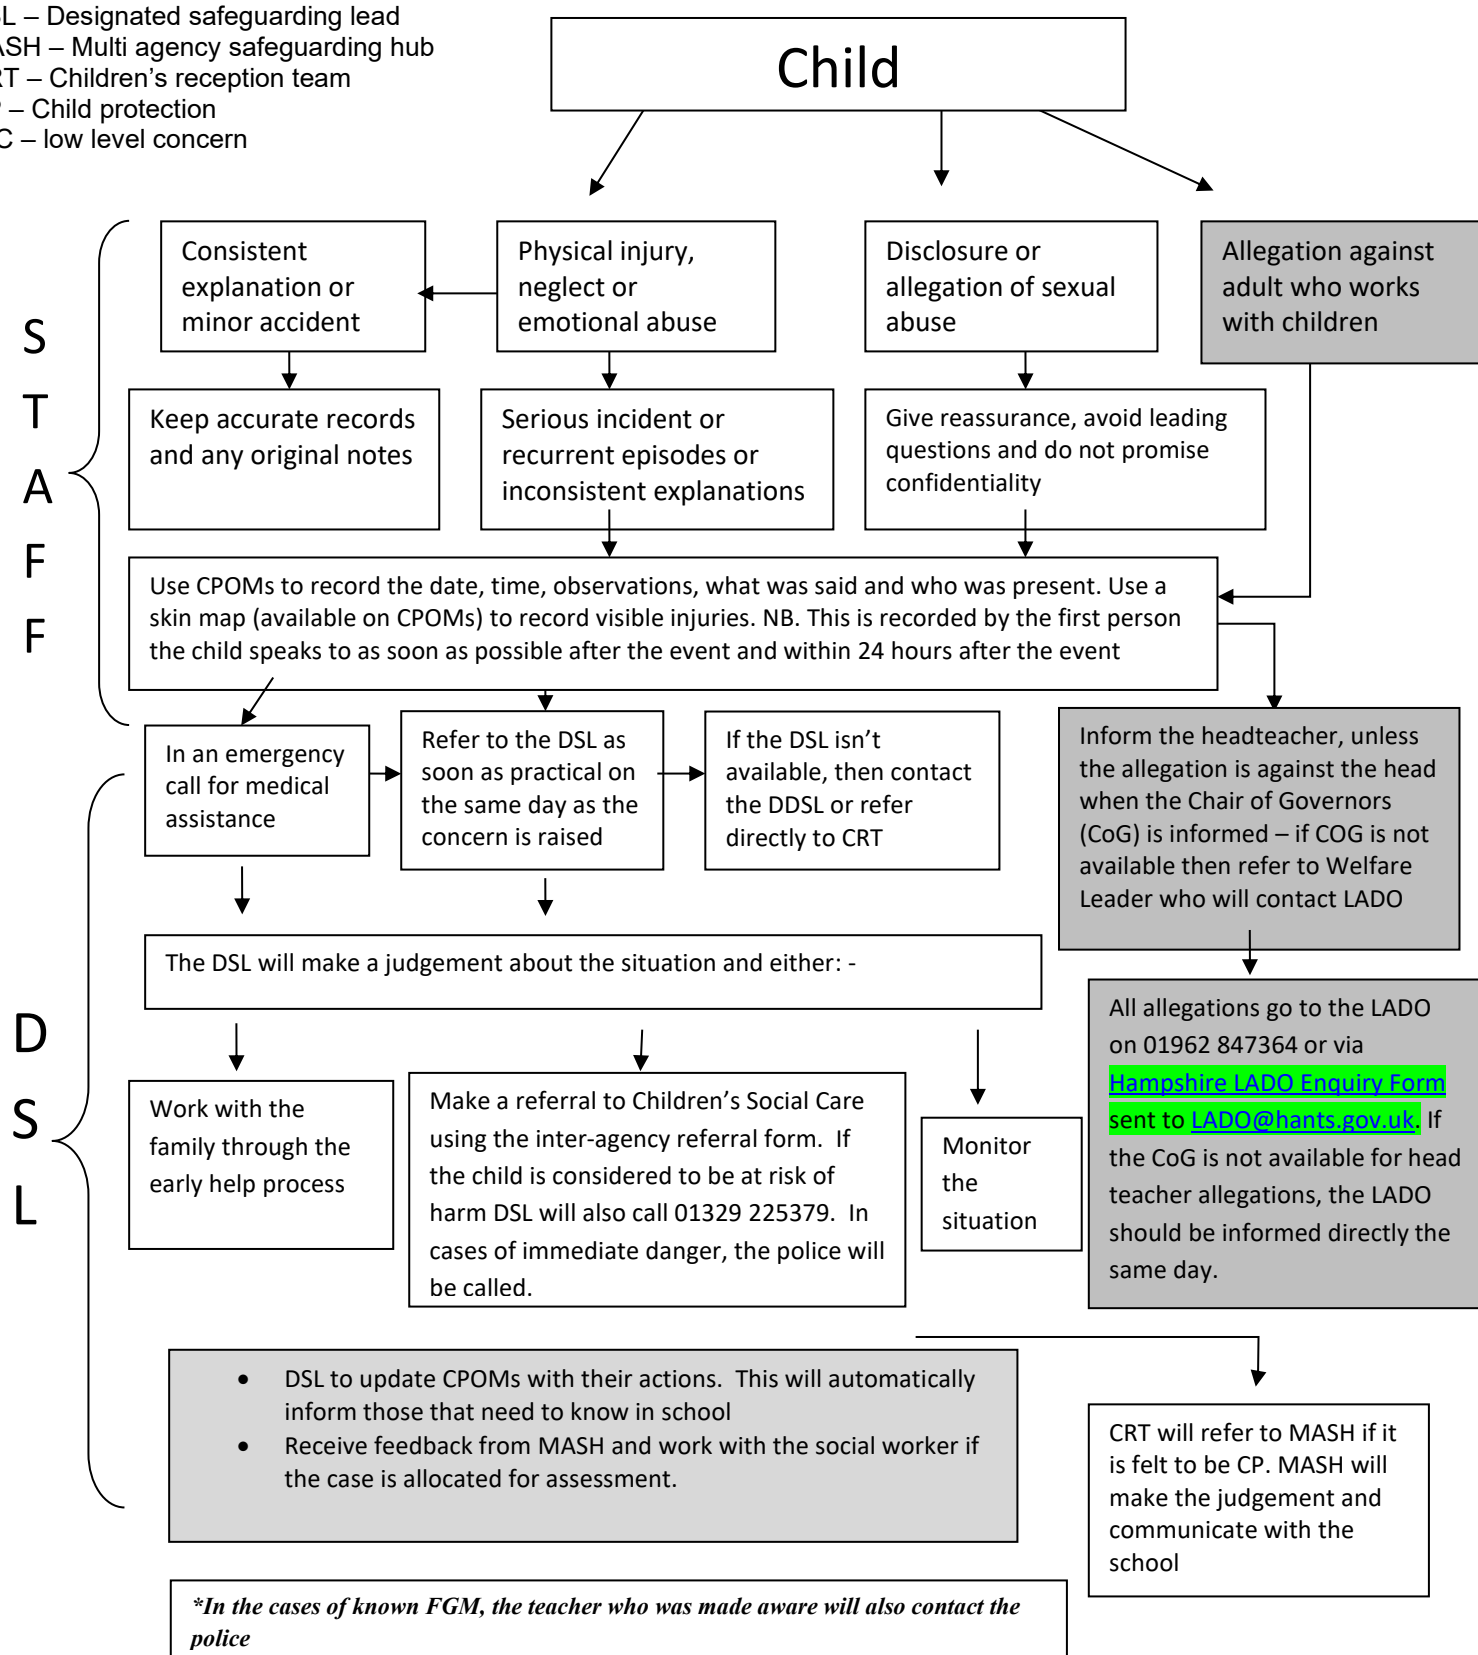 SL – Designated safeguarding lead
ASH – Multi agency safeguarding hub
RT – Children's reception team
P – Child protection
C – low level concern
Child
Consistent
explanation or
minor accident
Physical injury,
neglect or
emotional abuse
Disclosure or
allegation of sexual
abuse
Allegation against
adult who works
with children
S
T
A
F
F
Keep accurate records
and any original notes
Serious incident or
recurrent episodes or
inconsistent explanations
Give reassurance, avoid leading
questions and do not promise
confidentiality
Use CPOMs to record the date, time, observations, what was said and who was present. Use a
skin map (available on CPOMs) to record visible injuries. NB. This is recorded by the first person
the child speaks to as soon as possible after the event and within 24 hours after the event
In an emergency
call for medical
assistance
Refer to the DSL as
soon as practical on
the same day as the
concern is raised
If the DSL isn't
available, then contact
the DDSL or refer
directly to CRT
Inform the headteacher, unless
the allegation is against the head
when the Chair of Governors
(CoG) is informed – if COG is not
available then refer to Welfare
Leader who will contact LADO
The DSL will make a judgement about the situation and either: -
D
S
L
Work with the
family through the
early help process
Make a referral to Children's Social Care
using the inter-agency referral form.  If
the child is considered to be at risk of
harm DSL will also call 01329 225379.  In
cases of immediate danger, the police will
be called.
Monitor
the
situation
All allegations go to the LADO
on 01962 847364 or via
Hampshire LADO Enquiry Form
sent to LADO@hants.gov.uk. If
the CoG is not available for head
teacher allegations, the LADO
should be informed directly the
same day.
• DSL to update CPOMs with their actions.  This will automatically
inform those that need to know in school
• Receive feedback from MASH and work with the social worker if
the case is allocated for assessment.
CRT will refer to MASH if it
is felt to be CP. MASH will
make the judgement and
communicate with the
school
*In the cases of known FGM, the teacher who was made aware will also contact the
police